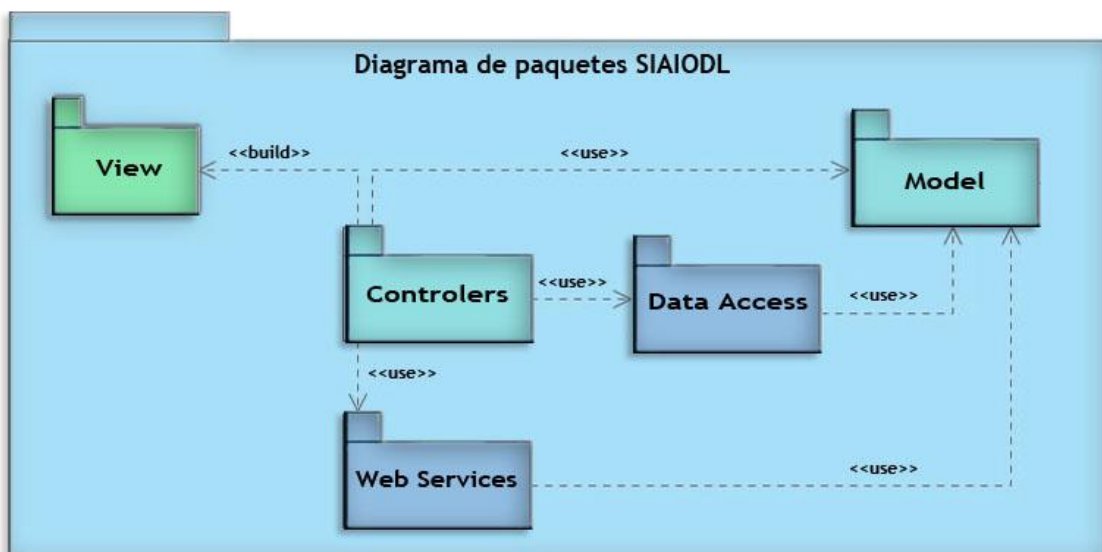 Diagrama de paquetes SIAIODL
View
<<build>>
<<use>>
Model
Controlers
<<use>>
Data Access
<<use>>
<<use>>
Web Services
<<use>>